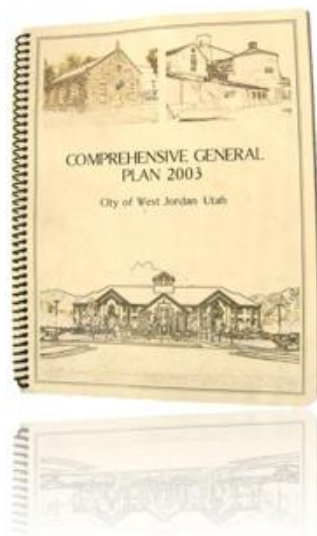 COMPREHENSIVE GENERAL
PLAN 2003
City of West Jordan Utah